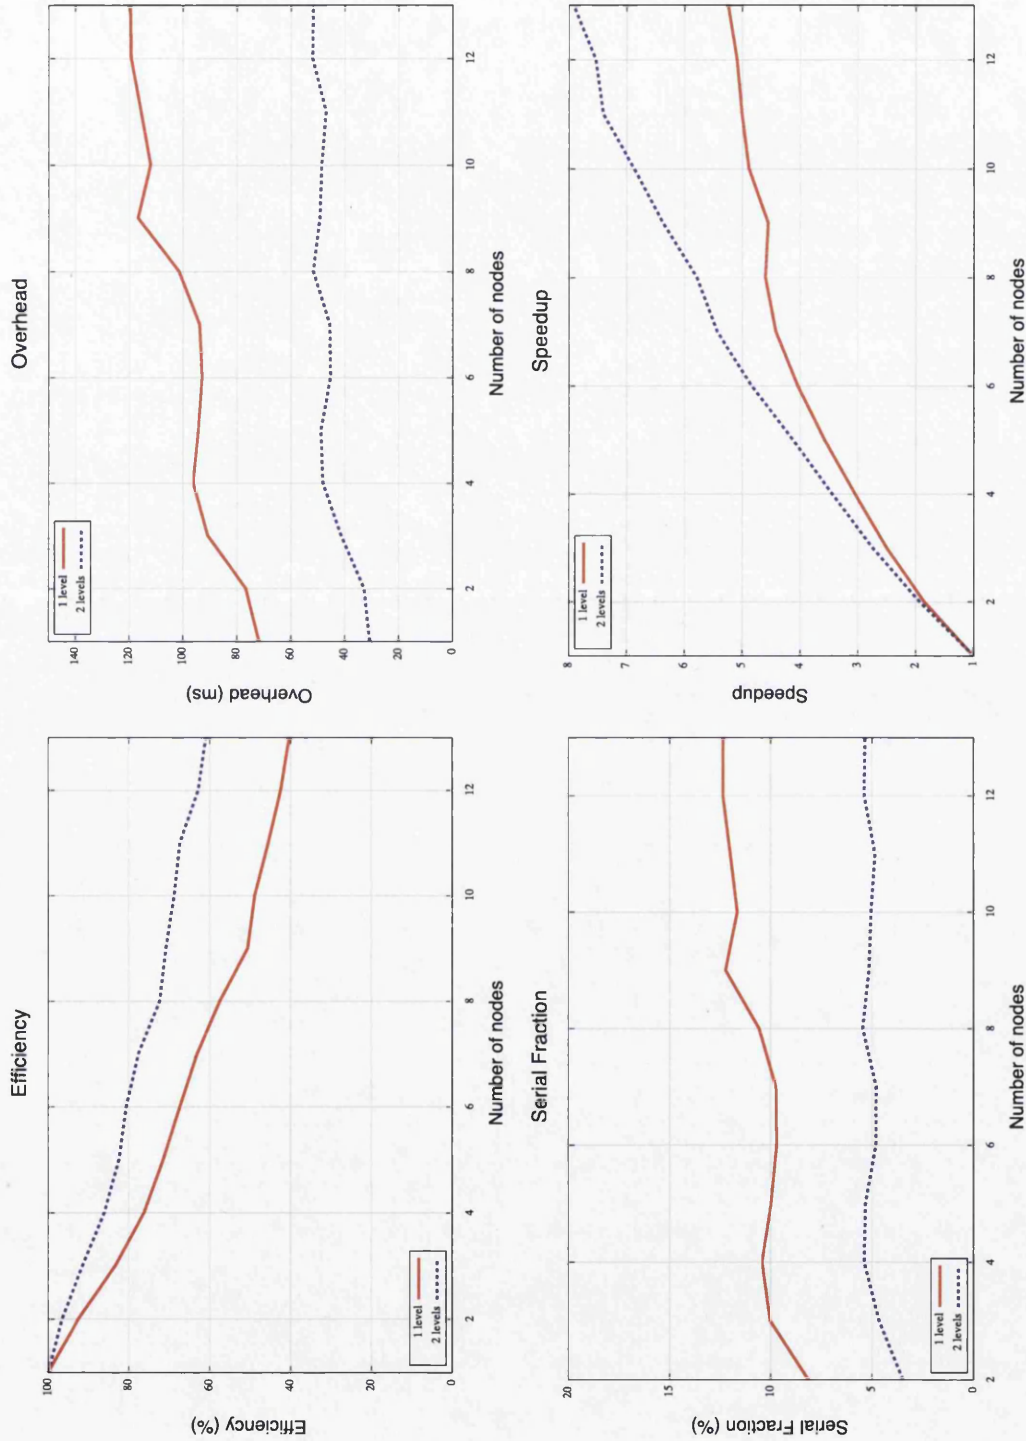 Efficiency
Efficiency (%)
100
80
60
40
20
0
1 level
2 levels
2
4
6
8
10
12
Number of nodes
Overhead
Overhead (ms)
140
120
100
80
60
40
20
0
1 level
2 levels
2
4
6
8
10
12
Number of nodes
Serial Fraction
Serial Fraction (%)
20
15
10
5
0
1 level
2 levels
2
4
6
8
10
12
Number of nodes
Speedup
Speedup
8
7
6
5
4
3
2
1
1 level
2 levels
2
4
6
8
10
12
Number of nodes